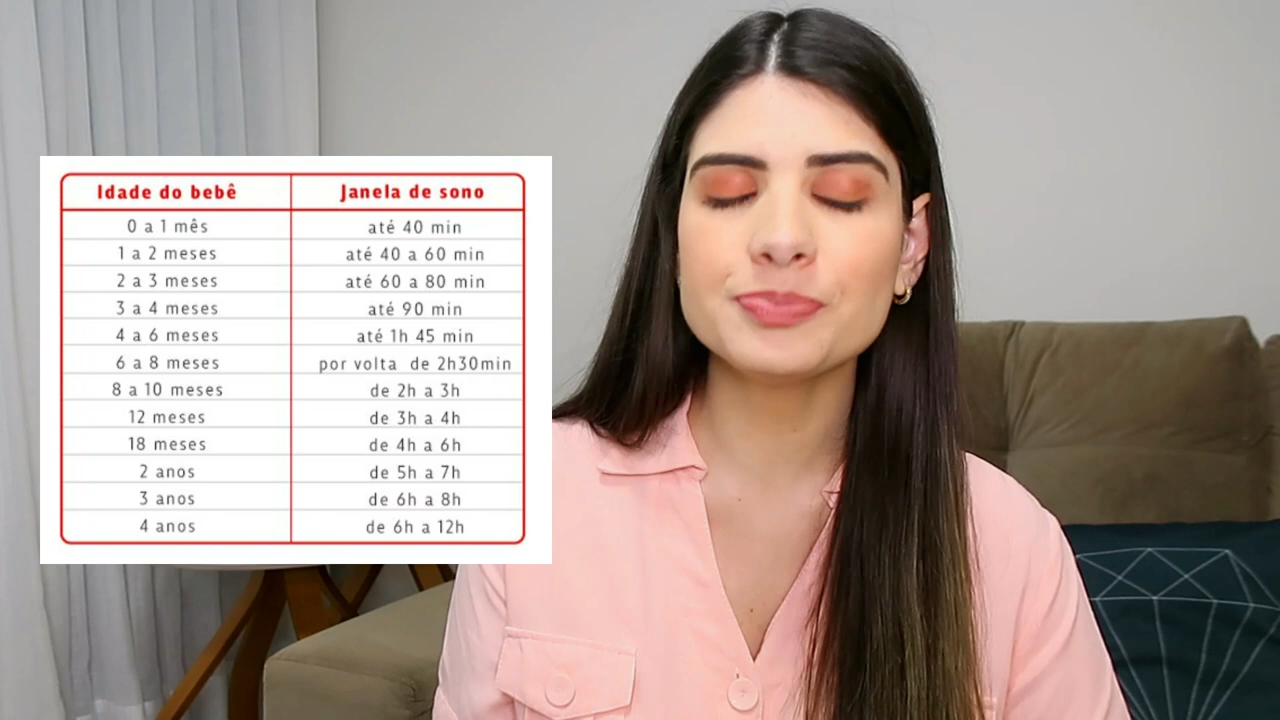 Idade do bebê Janela de sono
0 a 1 mês até 40 min
1 a 2 meses até 40 a 60 min
2 a 3 meses até 60 a 80 min
3 a 4 meses até 90 min
4 a 6 meses até 1h 45 min
6 a 8 meses por volta de 2h30min
8 a 10 meses de 2h a 3h
12 meses de 3h a 4h
18 meses de 4h a 6h
2 anos de 5h a 7h
3 anos de 6h a 8h
4 anos de 6h a 12h